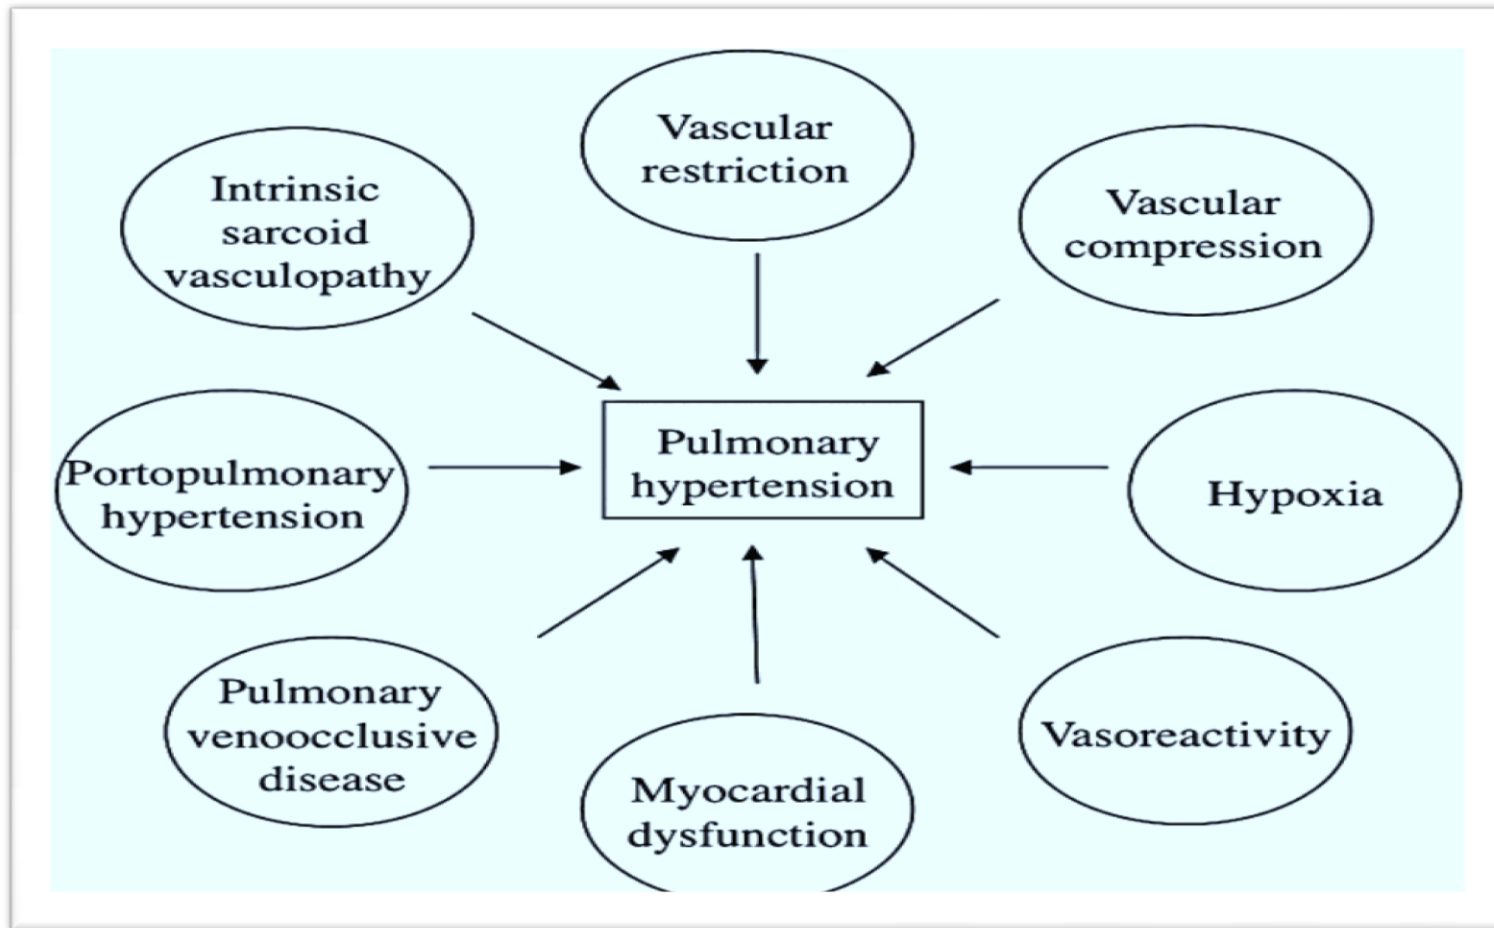 Vascular
restriction
Intrinsic
sarcoid
vasculopathy
Vascular
compression
Pulmonary
hypertension
Portopulmonary
hypertension
Hypoxia
Pulmonary
venoocclusive
disease
Myocardial
dysfunction
Vasoreactivity